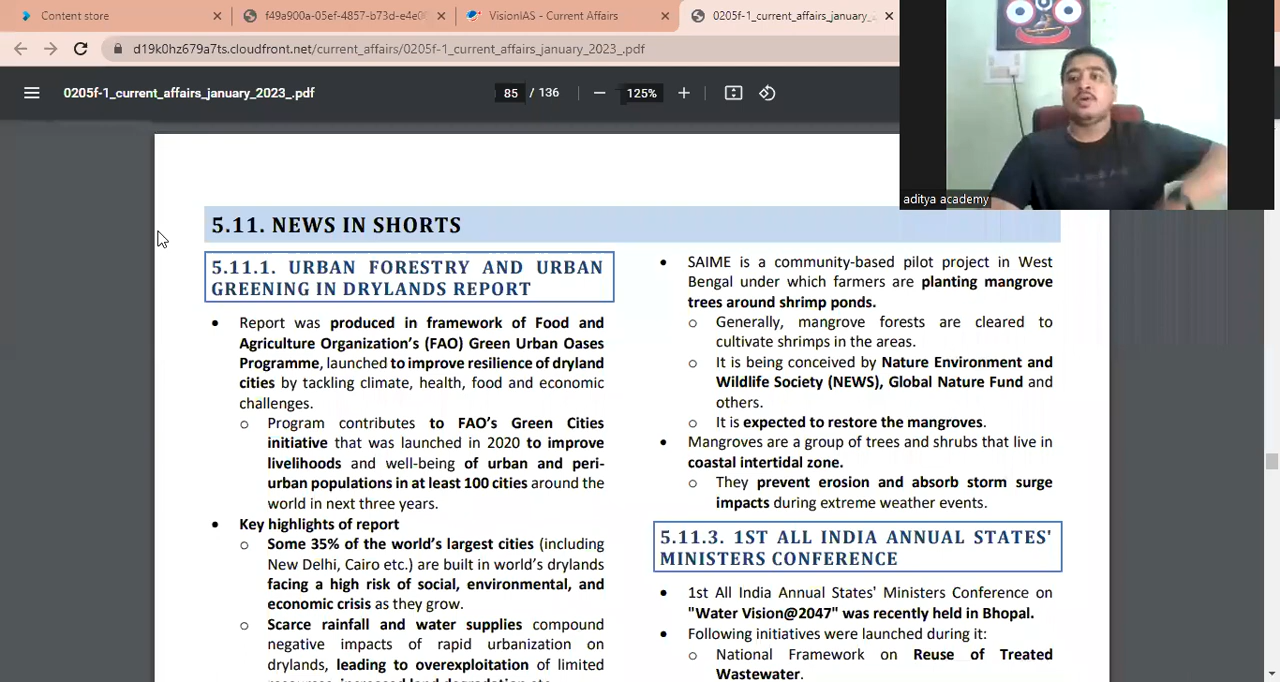 Content store
f49a900a-05ef-4857-b73d-e4e00
VisionIAS - Current Affairs
0205f-1_current_affairs_january_
d19k0hz679a7ts.cloudfront.net/current_affairs/0205f-1_current_affairs_january_2023_.pdf
0205f-1_current_affairs_january_2023_.pdf
85 / 136
125%
aditya academy
5.11. NEWS IN SHORTS
5.11.1. URBAN FORESTRY AND URBAN
GREENING IN DRYLANDS REPORT
• Report was produced in framework of Food and
Agriculture Organization's (FAO) Green Urban Oases
Programme, launched to improve resilience of dryland
cities by tackling climate, health, food and economic
challenges.
o Program contributes to FAO's Green Cities
initiative that was launched in 2020 to improve
livelihoods and well-being of urban and peri-
urban populations in at least 100 cities around the
world in next three years.
• Key highlights of report
o Some 35% of the world's largest cities (including
New Delhi, Cairo etc.) are built in world's drylands
facing a high risk of social, environmental, and
economic crisis as they grow.
o Scarce rainfall and water supplies compound
negative impacts of rapid urbanization on
drylands, leading to overexploitation of limited
resources, increased land degradation etc.
• SAIME is a community-based pilot project in West
Bengal under which farmers are planting mangrove
trees around shrimp ponds.
o Generally, mangrove forests are cleared to
cultivate shrimps in the areas.
o It is being conceived by Nature Environment and
Wildlife Society (NEWS), Global Nature Fund and
others.
o It is expected to restore the mangroves.
• Mangroves are a group of trees and shrubs that live in
coastal intertidal zone.
o They prevent erosion and absorb storm surge
impacts during extreme weather events.
5.11.3. 1ST ALL INDIA ANNUAL STATES'
MINISTERS CONFERENCE
• 1st All India Annual States' Ministers Conference on
"Water Vision@2047" was recently held in Bhopal.
• Following initiatives were launched during it:
o National Framework on Reuse of Treated
Wastewater.